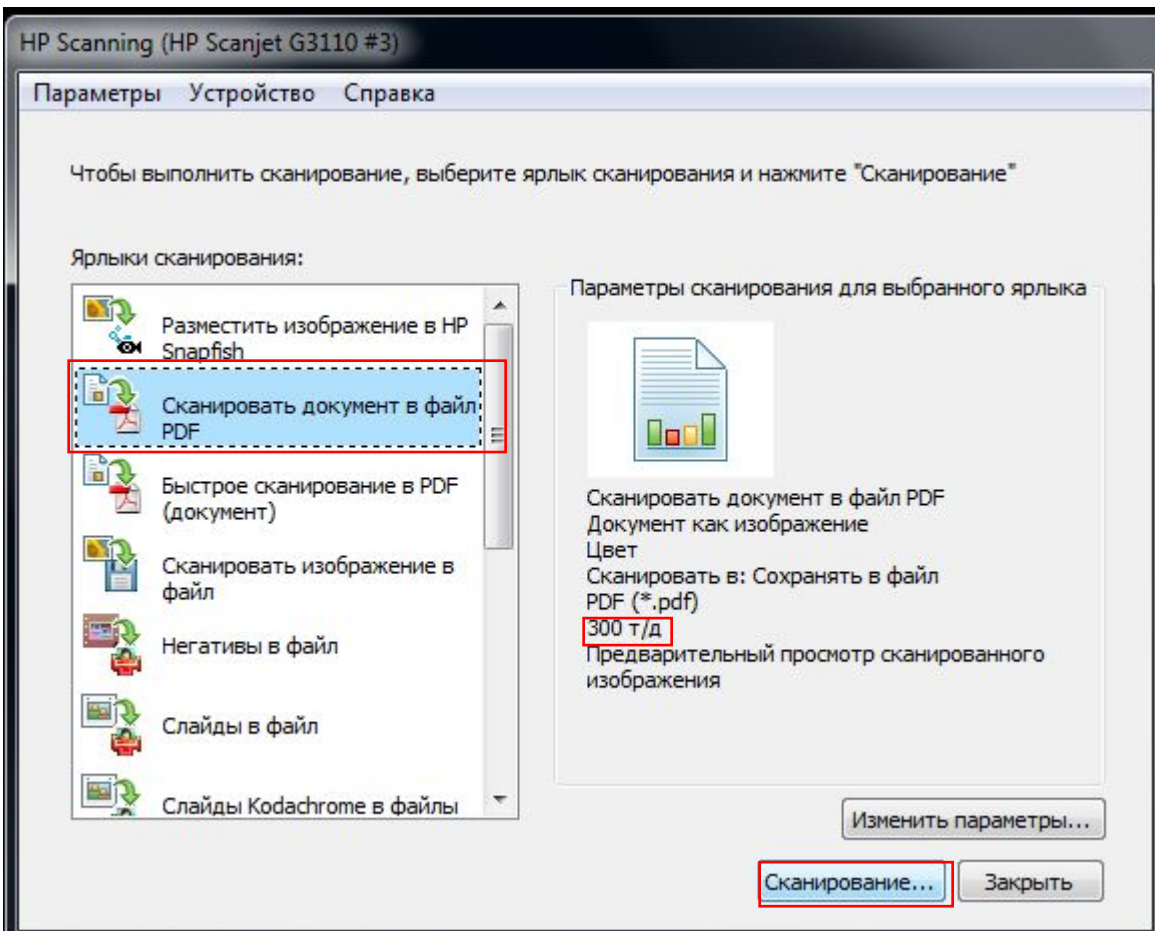 HP Scanning (HP Scanjet G3110 #3)
Параметры Устройство Справка
Чтобы выполнить сканирование, выберите ярлык сканирования и нажмите "Сканирование"
Ярлыки сканирования:
Разместить изображение в HP
Snapfish
Сканировать документ в файл
PDF
Быстрое сканирование в PDF
(документ)
Сканировать изображение в
файл
Негативы в файл
Слайды в файл
Слайды Kodachrome в файлы
Параметры сканирования для выбранного ярлыка
Сканировать документ в файл PDF
Документ как изображение
Цвет
Сканировать в: Сохранять в файл
PDF (*.pdf)
300 т/д
Предварительный просмотр сканированного
изображения
Изменить параметры...
Сканирование...
Закрыть